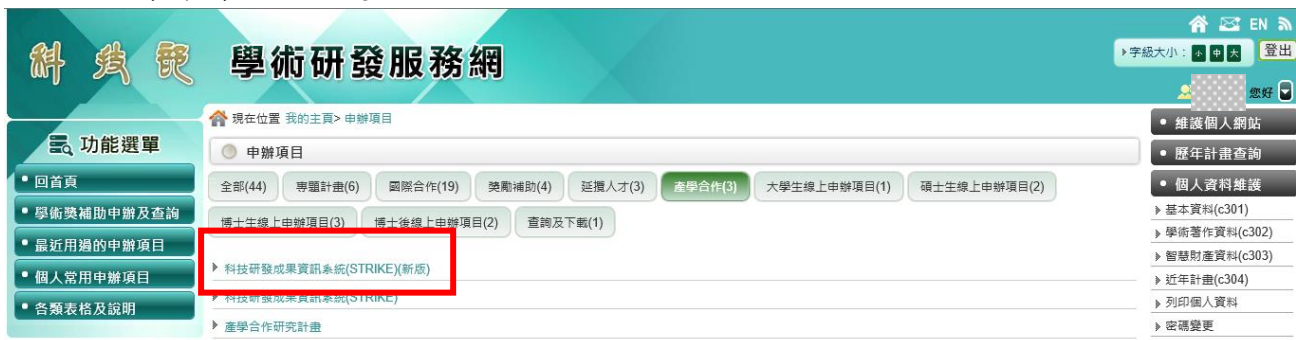 EN
科技部 學術研發服務網
字級大小：小 中 大 登出
您好
功能選單
回首頁
學術獎補助申辦及查詢
最近用過的申辦項目
個人常用申辦項目
各類表格及說明
現在位置 我的主頁> 申辦項目
申辦項目
全部(44) 專題計畫(6) 國際合作(19) 獎勵補助(4) 延攬人才(3) 產學合作(3) 大學生線上申辦項目(1) 碩士生線上申辦項目(2)
博士生線上申辦項目(3) 博士後線上申辦項目(2) 查詢及下載(1)
科技研發成果資訊系統(STRIKE)(新版)
科技研發成果資訊系統(STRIKE)
產學合作研究計畫
維護個人網站
歷年計畫查詢
個人資料維護
基本資料(c301)
學術著作資料(c302)
智慧財產資料(c303)
近年計畫(c304)
列印個人資料
密碼變更